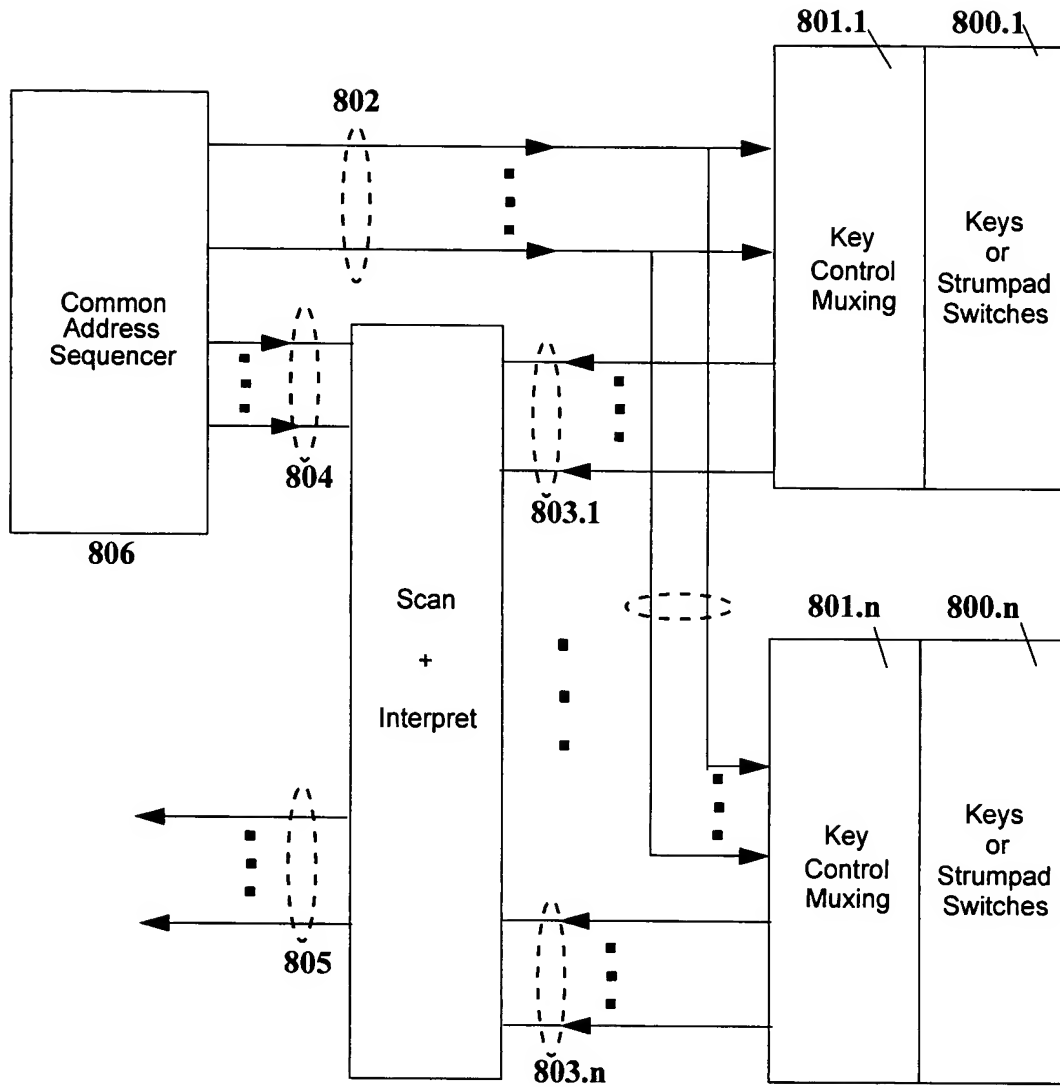 801.1
800.1
802
Common
Address
Sequencer
Key
Control
Muxing
Keys
or
Strumpad
Switches
804
803.1
806
Scan
+
Interpret
801.n
800.n
Key
Control
Muxing
Keys
or
Strumpad
Switches
805
803.n